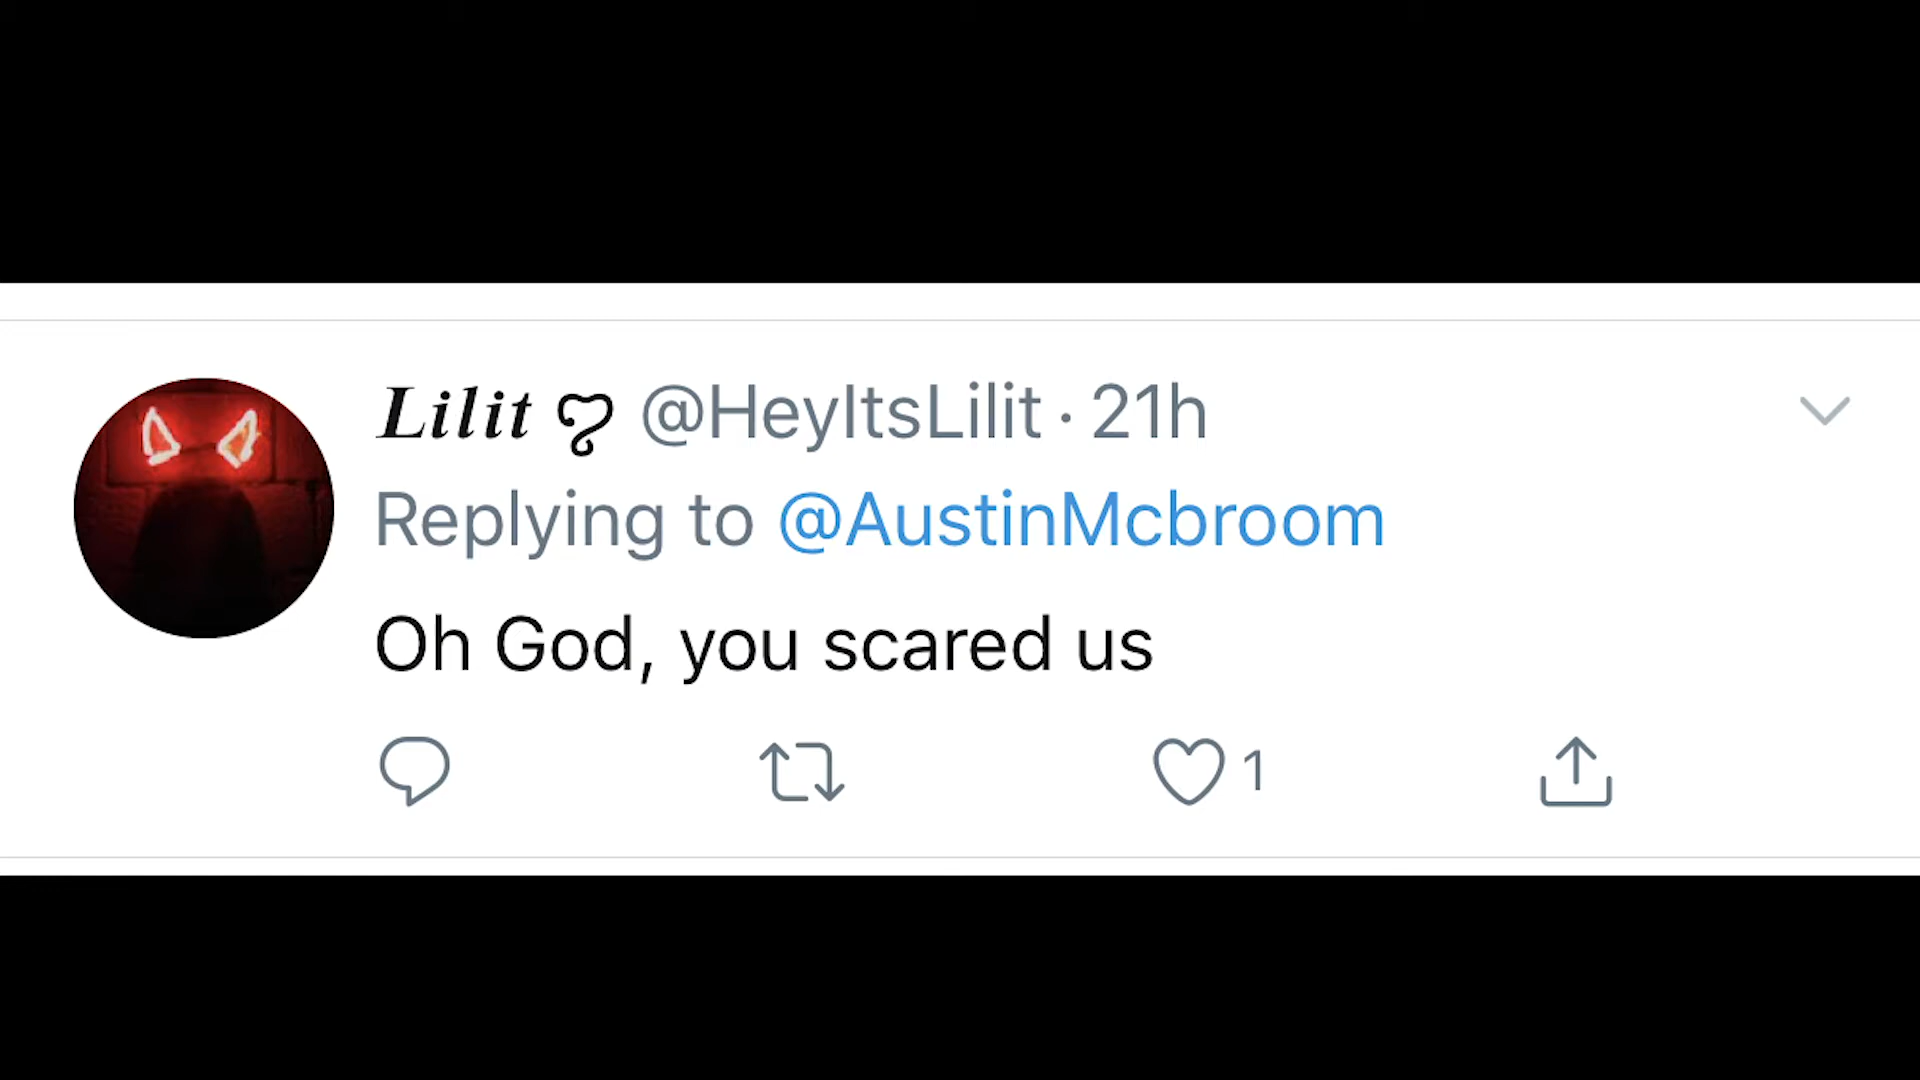 𝑳𝒊𝒍𝒊𝒕 ღ @HeyItsLilit · 21h
Replying to @AustinMcbroom
Oh God, you scared us
1